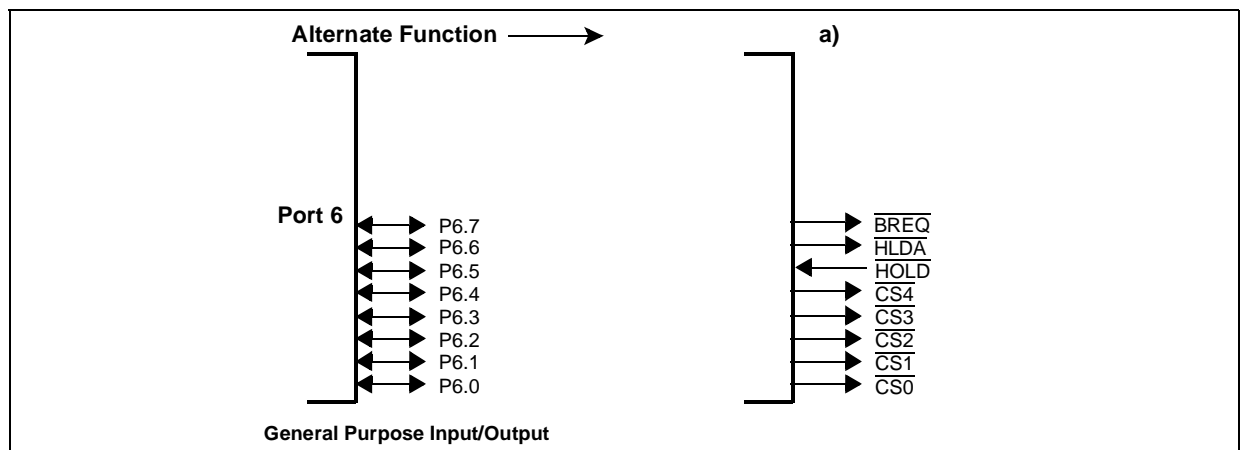 Alternate Function a)
Port 6
P6.7 BREQ
P6.6 HLDA
P6.5 HOLD
P6.4 CS4
P6.3 CS3
P6.2 CS2
P6.1 CS1
P6.0 CS0
General Purpose Input/Output